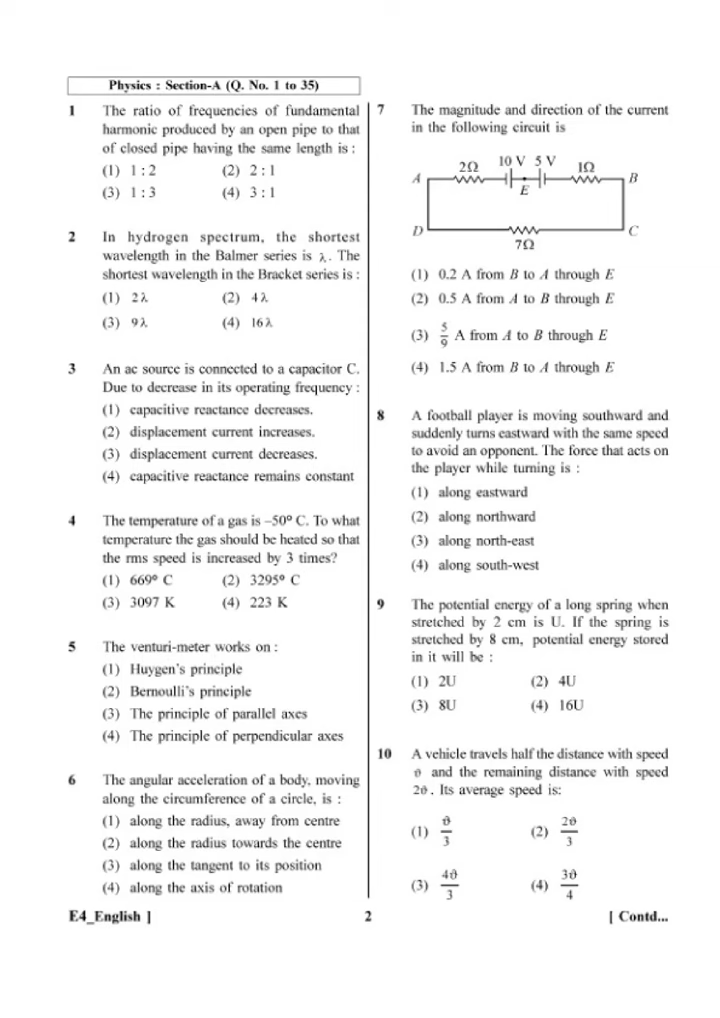 Physics : Section-A (Q. No. 1 to 35)
1 The ratio of frequencies of fundamental
harmonic produced by an open pipe to that
of closed pipe having the same length is :
(1) 1 : 2 (2) 2 : 1
(3) 1 : 3 (4) 3 : 1
2 In hydrogen spectrum, the shortest
wavelength in the Balmer series is λ. The
shortest wavelength in the Bracket series is :
(1) 2λ (2) 4λ
(3) 9λ (4) 16λ
3 An ac source is connected to a capacitor C.
Due to decrease in its operating frequency :
(1) capacitive reactance decreases.
(2) displacement current increases.
(3) displacement current decreases.
(4) capacitive reactance remains constant
4 The temperature of a gas is –50º C. To what
temperature the gas should be heated so that
the rms speed is increased by 3 times?
(1) 669º C (2) 3295º C
(3) 3097 K (4) 223 K
5 The venturi-meter works on :
(1) Huygen's principle
(2) Bernoulli's principle
(3) The principle of parallel axes
(4) The principle of perpendicular axes
6 The angular acceleration of a body, moving
along the circumference of a circle, is :
(1) along the radius, away from centre
(2) along the radius towards the centre
(3) along the tangent to its position
(4) along the axis of rotation
7 The magnitude and direction of the current
in the following circuit is
2Ω 10 V 5 V 1Ω
A B
E
D C
7Ω
(1) 0.2 A from B to A through E
(2) 0.5 A from A to B through E
(3) 5/9 A from A to B through E
(4) 1.5 A from B to A through E
8 A football player is moving southward and
suddenly turns eastward with the same speed
to avoid an opponent. The force that acts on
the player while turning is :
(1) along eastward
(2) along northward
(3) along north-east
(4) along south-west
9 The potential energy of a long spring when
stretched by 2 cm is U. If the spring is
stretched by 8 cm, potential energy stored
in it will be :
(1) 2U (2) 4U
(3) 8U (4) 16U
10 A vehicle travels half the distance with speed
ϑ and the remaining distance with speed
2ϑ. Its average speed is:
(1) ϑ/3 (2) 2ϑ/3
(3) 4ϑ/3 (4) 3ϑ/4
E4_English ] 2 [ Contd...